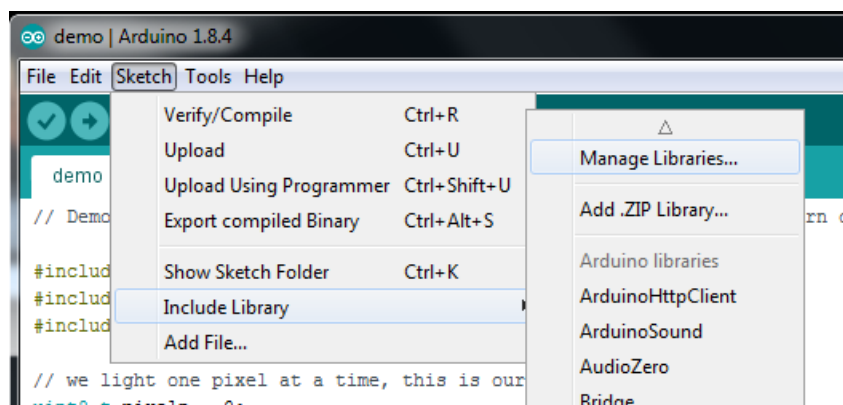 demo | Arduino 1.8.4
File Edit Sketch Tools Help
Verify/Compile Ctrl+R
Upload Ctrl+U
Upload Using Programmer Ctrl+Shift+U
Export compiled Binary Ctrl+Alt+S
Show Sketch Folder Ctrl+K
Include Library
Add File...
Manage Libraries...
Add .ZIP Library...
Arduino libraries
ArduinoHttpClient
ArduinoSound
AudioZero
Bridge
demo
// Demo
#includ
#includ
#includ
// we light one pixel at a time, this is our